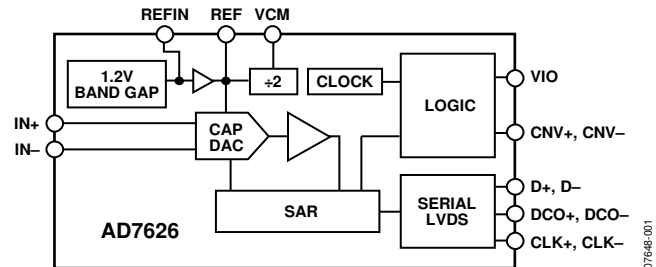 REFIN REF VCM
1.2V
BAND GAP
÷2
CLOCK
LOGIC
VIO
IN+
IN–
CAP
DAC
CNV+, CNV–
SAR
SERIAL
LVDS
D+, D–
DCO+, DCO–
CLK+, CLK–
AD7626
07648-001